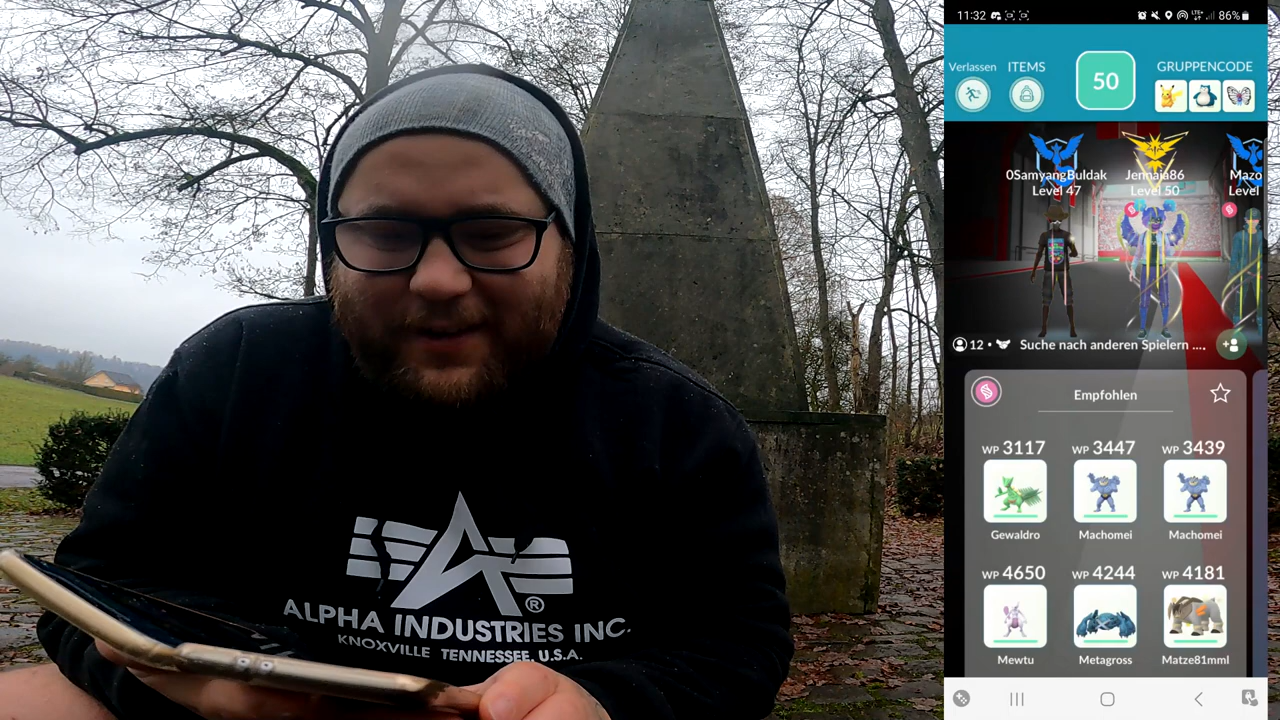 11:32
LTE+
86%
Verlassen
ITEMS
50
GRUPPENCODE
0SamyangBuldak
Level 47
Jennaja86
Level 50
Mazo
Level
12 • Suche nach anderen Spielern ....
Empfohlen
WP 3117
WP 3447
WP 3439
Gewaldro
Machomei
Machomei
WP 4650
WP 4244
WP 4181
Mewtu
Metagross
Matze81mml
ALPHA INDUSTRIES INC.
KNOXVILLE TENNESSEE, U.S.A.